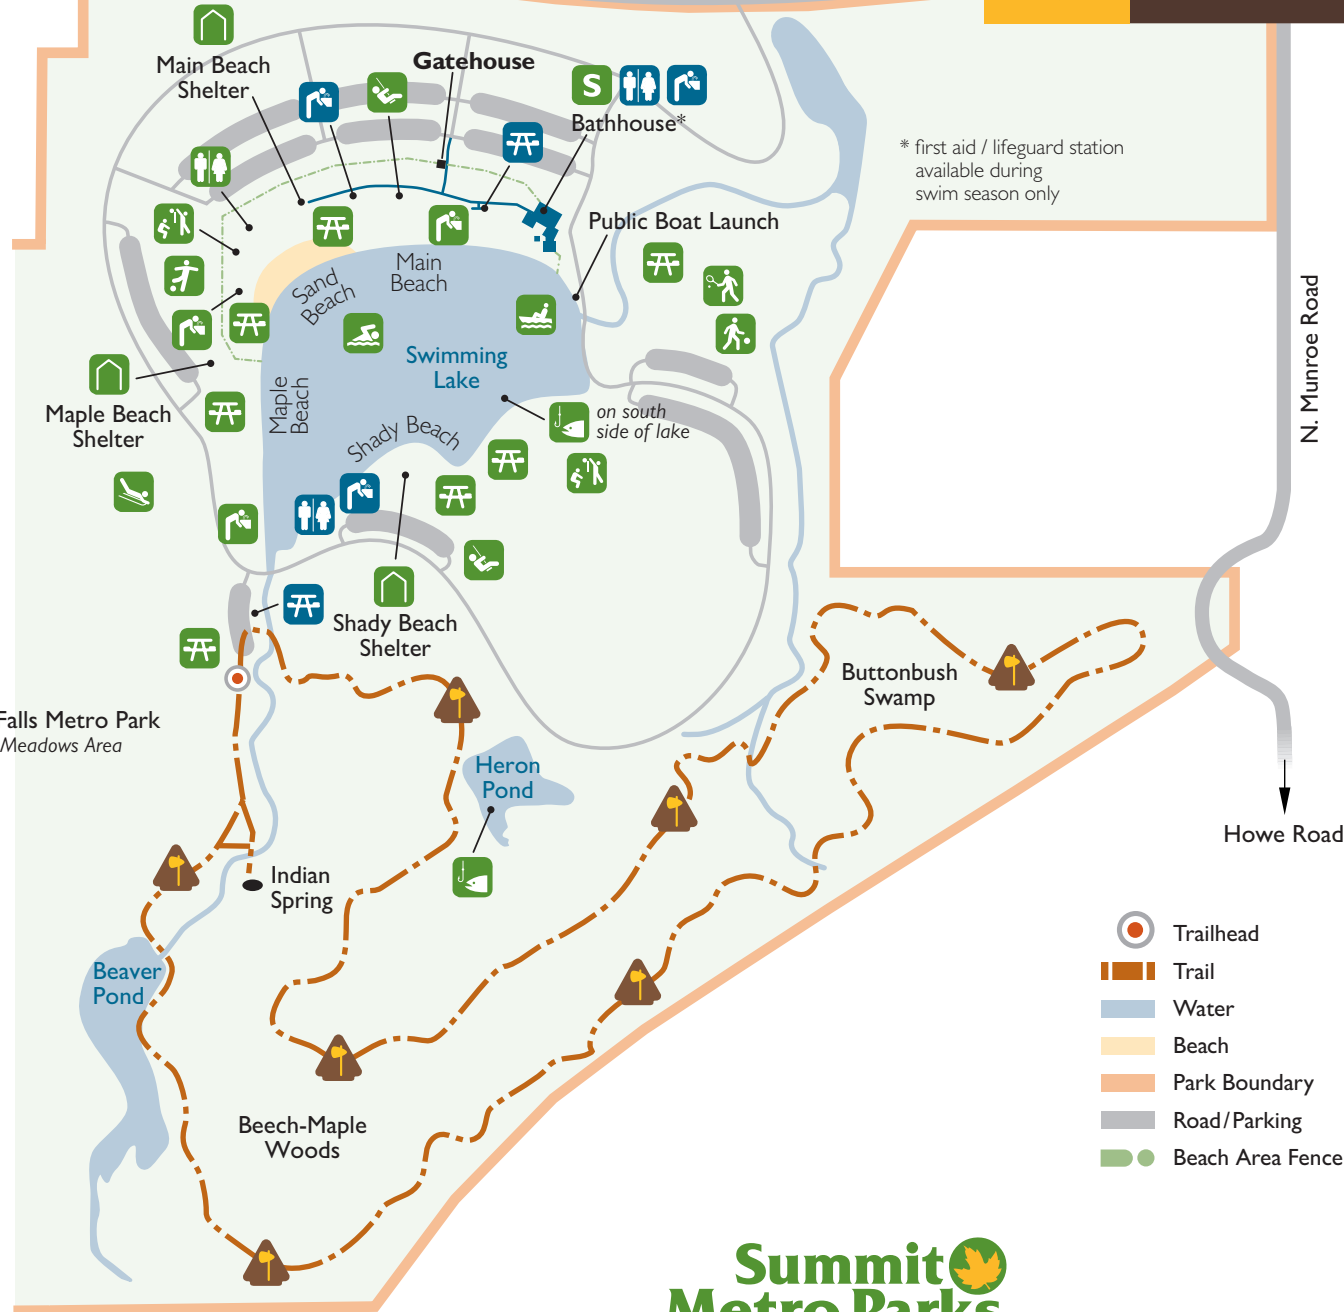 Main Beach
Shelter
Gatehouse
S
Bathhouse*
* first aid / lifeguard station
available during
swim season only
Public Boat Launch
Main
Beach
Sand
Beach
Swimming
Lake
Maple
Beach
Maple Beach
Shelter
Shady Beach
on south
side of lake
N. Munroe Road
Shady Beach
Shelter
Buttonbush
Swamp
Falls Metro Park
Meadows Area
Heron
Pond
Howe Road
Indian
Spring
Beaver
Pond
Beech-Maple
Woods
Trailhead
Trail
Water
Beach
Park Boundary
Road/Parking
Beach Area Fence
Summit
Metro Parks